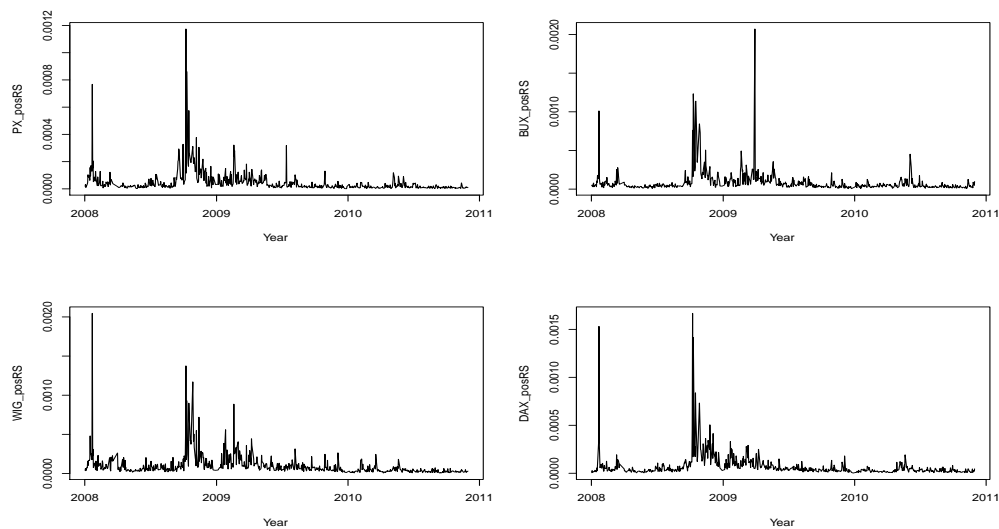 PX_posRS
0.0000 0.0004 0.0008 0.0012
2008 2009 2010 2011
Year
BUX_posRS
0.0000 0.0010 0.0020
2008 2009 2010 2011
Year
WIG_posRS
0.0000 0.0010 0.0020
2008 2009 2010 2011
Year
DAX_posRS
0.0000 0.0005 0.0010 0.0015
2008 2009 2010 2011
Year